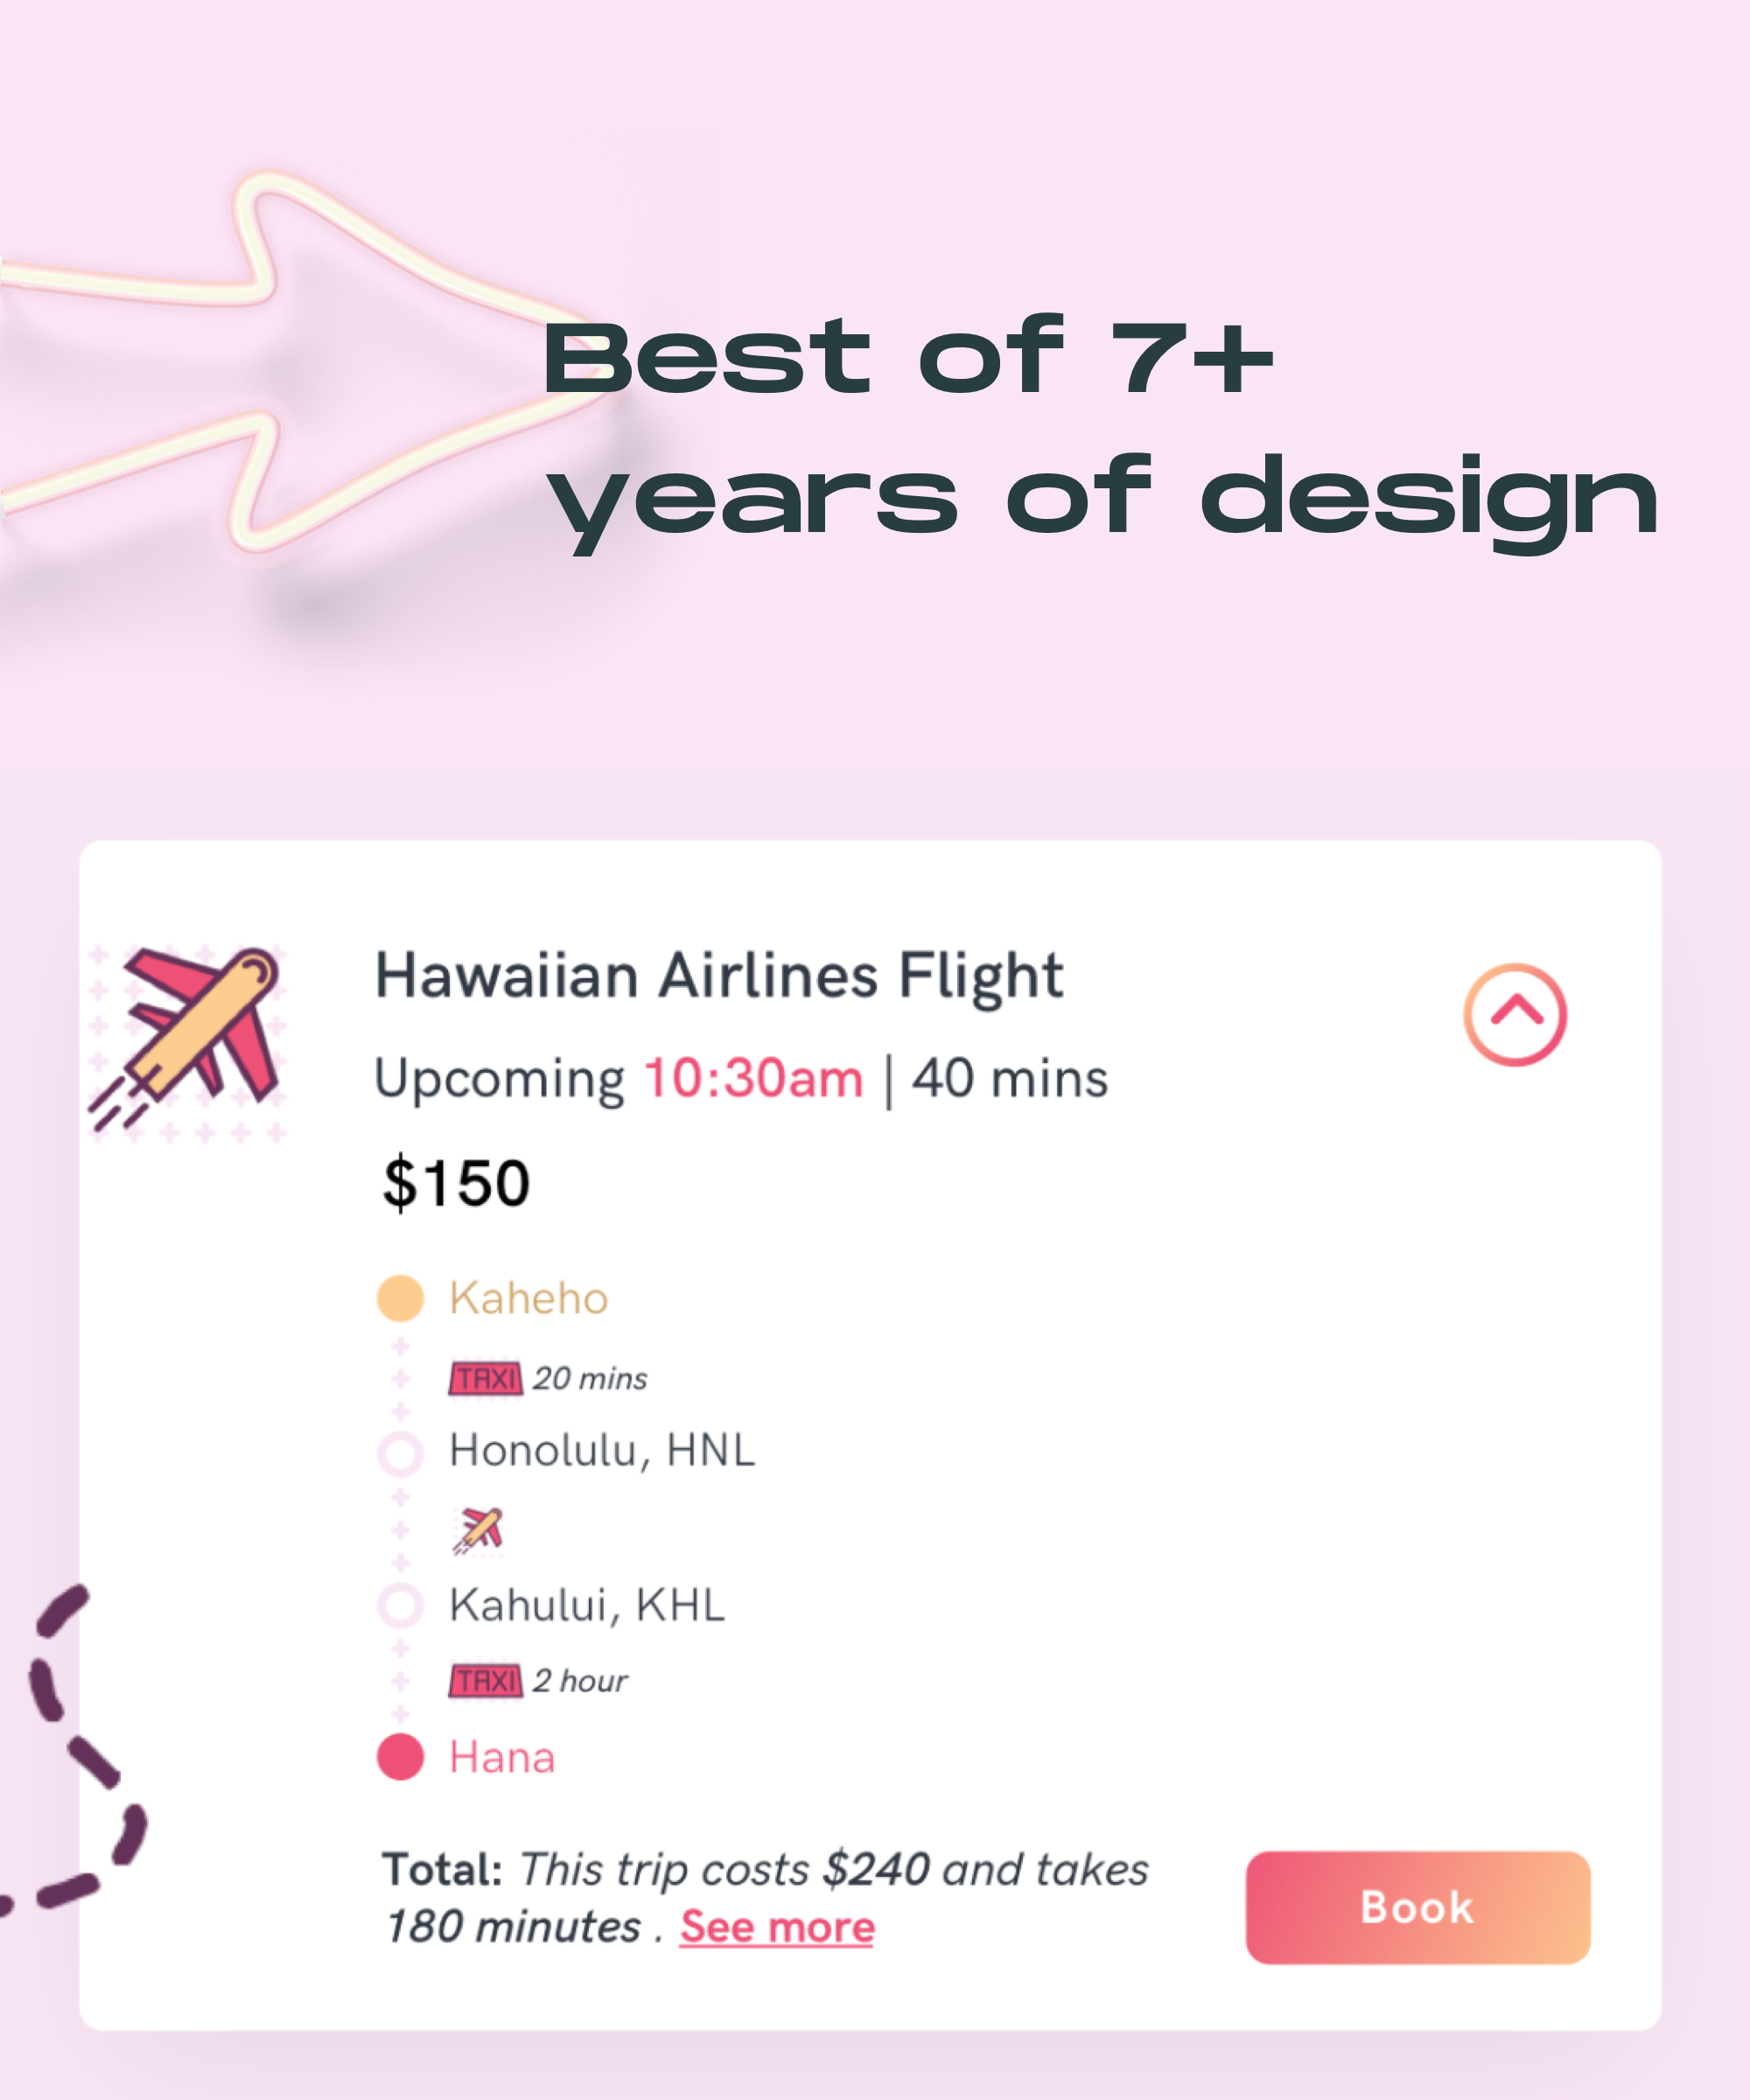 Best of 7+
years of design
Hawaiian Airlines Flight
Upcoming 10:30am | 40 mins
$150
Kaheho
TAXI 20 mins
Honolulu, HNL
Kahului, KHL
TAXI 2 hour
Hana
Total: This trip costs $240 and takes
180 minutes . See more
Book